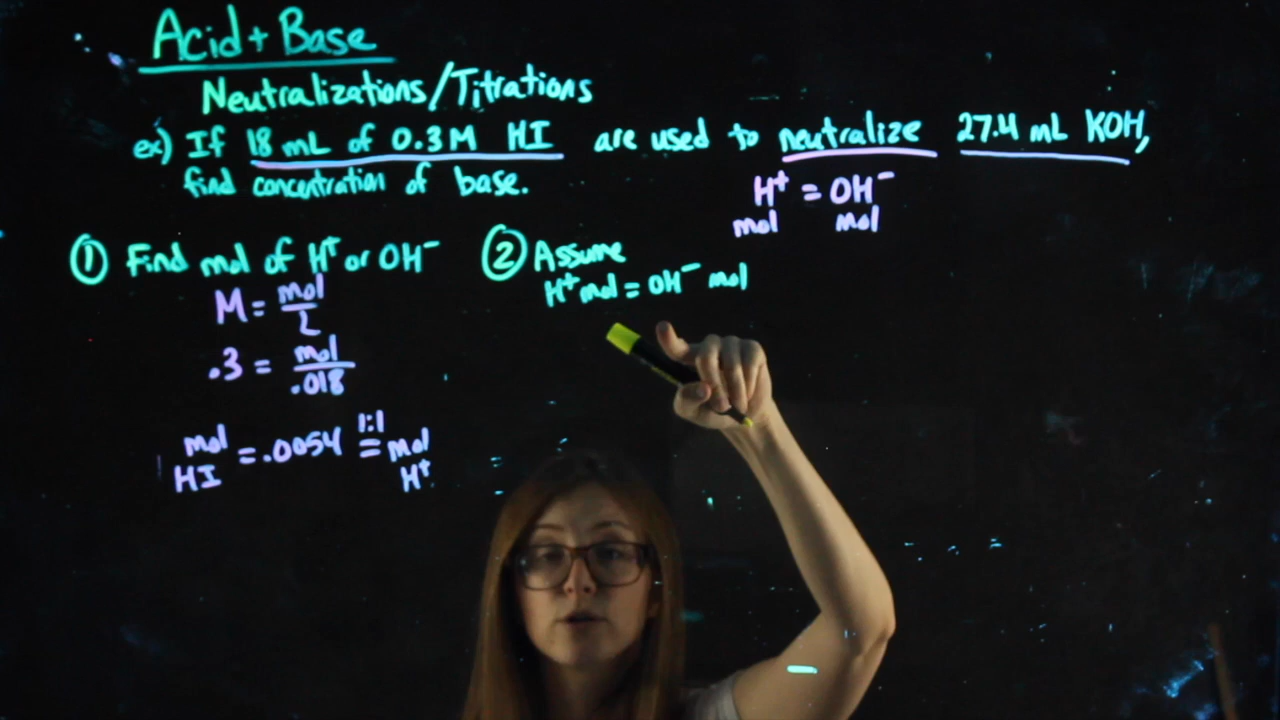 Acid + Base
Neutralizations/Titrations
ex) If 18 mL of 0.3M HI are used to neutralize 27.4 mL KOH,
find concentration of base.
H⁺ = OH⁻
mol mol
① Find mol of H⁺ or OH⁻
M = mol/L
.3 = mol/.018
mol HI = .0054 1:1 = mol H⁺
② Assume
H⁺ mol = OH⁻ mol